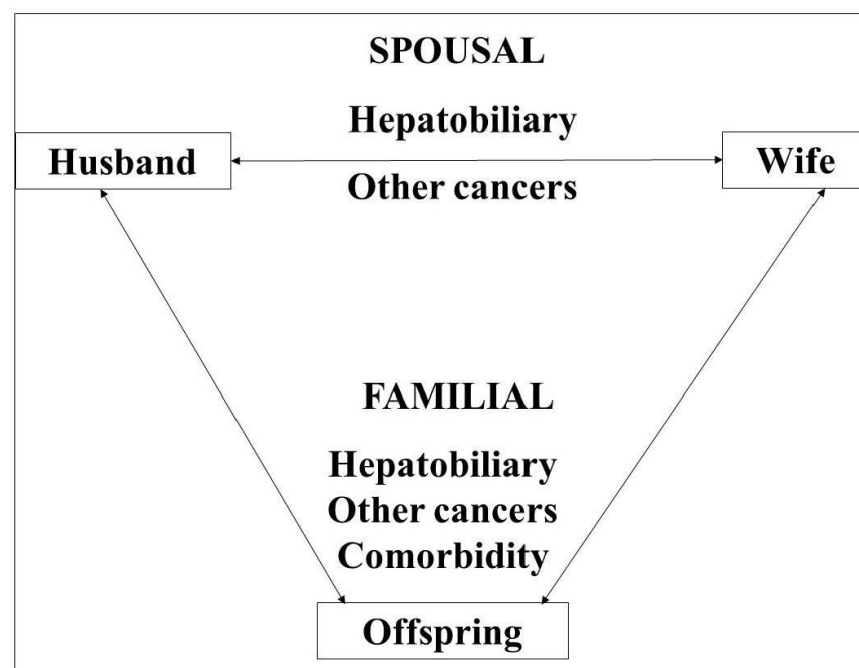 SPOUSAL
Hepatobiliary
Husband
Wife
Other cancers
FAMILIAL
Hepatobiliary
Other cancers
Comorbidity
Offspring